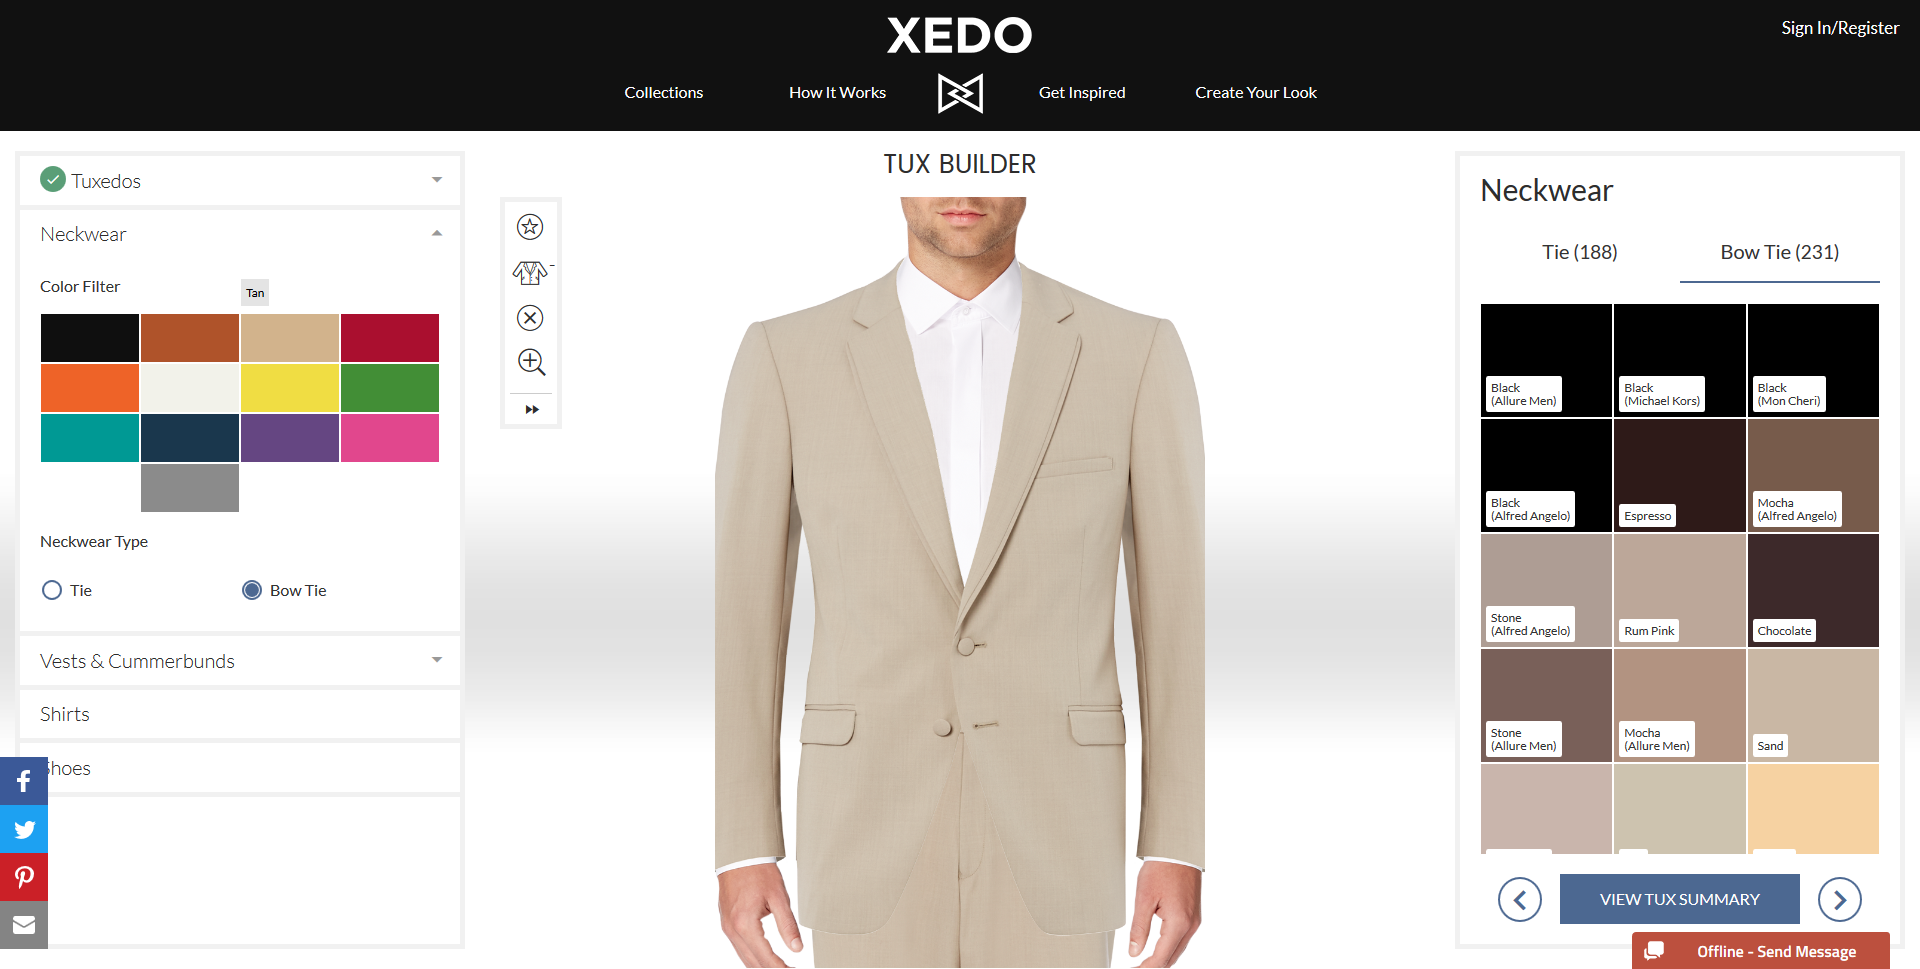 XEDO
Sign In/Register
Collections
How It Works
Get Inspired
Create Your Look
Tuxedos
Neckwear
Color Filter
Tan
Neckwear Type
Tie
Bow Tie
Vests & Cummerbunds
Shirts
Shoes
TUX BUILDER
Neckwear
Tie (188)
Bow Tie (231)
Black
(Allure Men)
Black
(Michael Kors)
Black
(Mon Cheri)
Black
(Alfred Angelo)
Espresso
Mocha
(Alfred Angelo)
Stone
(Alfred Angelo)
Rum Pink
Chocolate
Stone
(Allure Men)
Mocha
(Allure Men)
Sand
VIEW TUX SUMMARY
Offline - Send Message